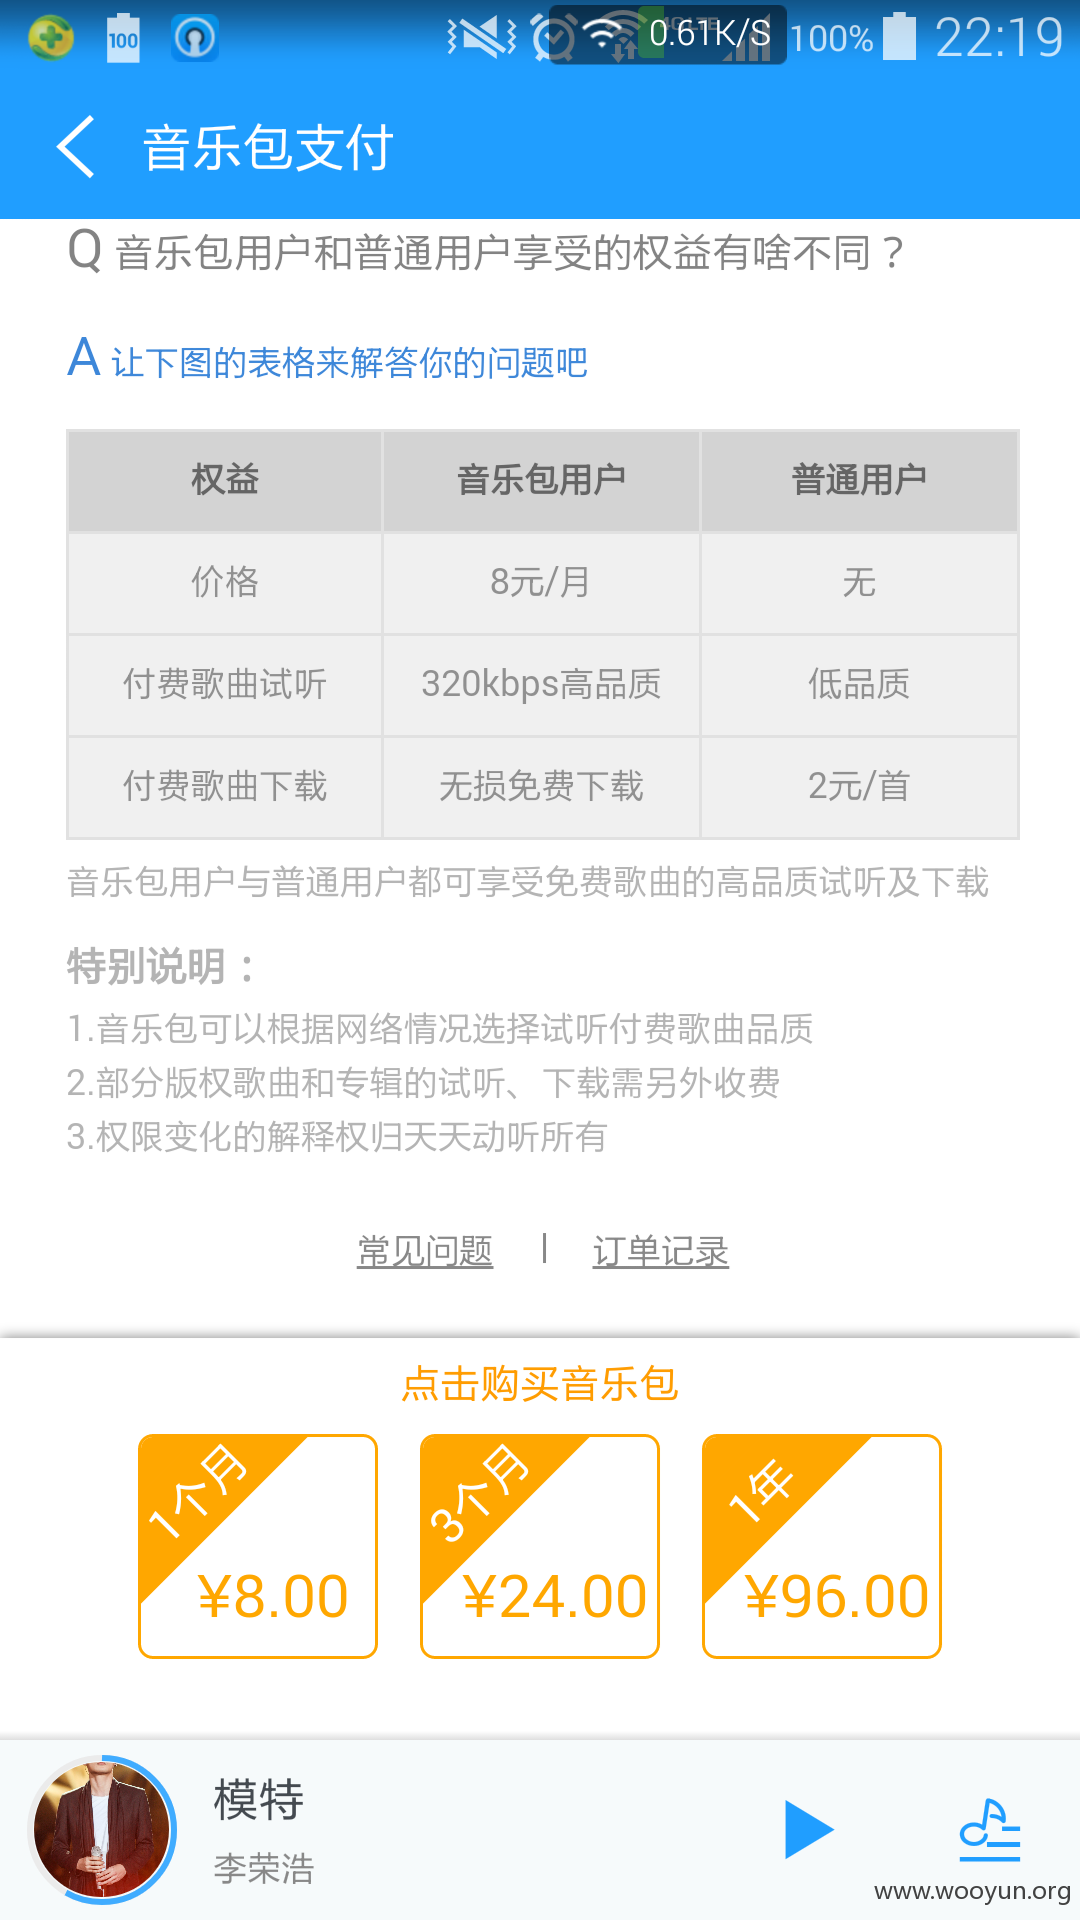 100 0.61K/S 100% 22:19
音乐包支付
Q 音乐包用户和普通用户享受的权益有啥不同？
A 让下图的表格来解答你的问题吧
权益 音乐包用户 普通用户
价格 8元/月 无
付费歌曲试听 320kbps高品质 低品质
付费歌曲下载 无损免费下载 2元/首
音乐包用户与普通用户都可享受免费歌曲的高品质试听及下载
特别说明：
1.音乐包可以根据网络情况选择试听付费歌曲品质
2.部分版权歌曲和专辑的试听、下载需另外收费
3.权限变化的解释权归天天动听所有
常见问题 | 订单记录
点击购买音乐包
1个月 3个月 1年
¥8.00 ¥24.00 ¥96.00
模特
李荣浩
www.wooyun.org